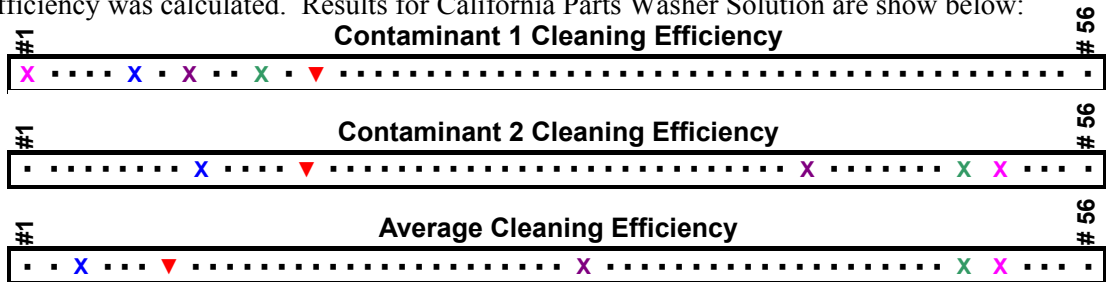 fficiency was calculated.  Results for California Parts Washer Solution are show below:
#1 Contaminant 1 Cleaning Efficiency # 56
X X X X
#1 Contaminant 2 Cleaning Efficiency # 56
X X X X
#1 Average Cleaning Efficiency # 56
X X X X